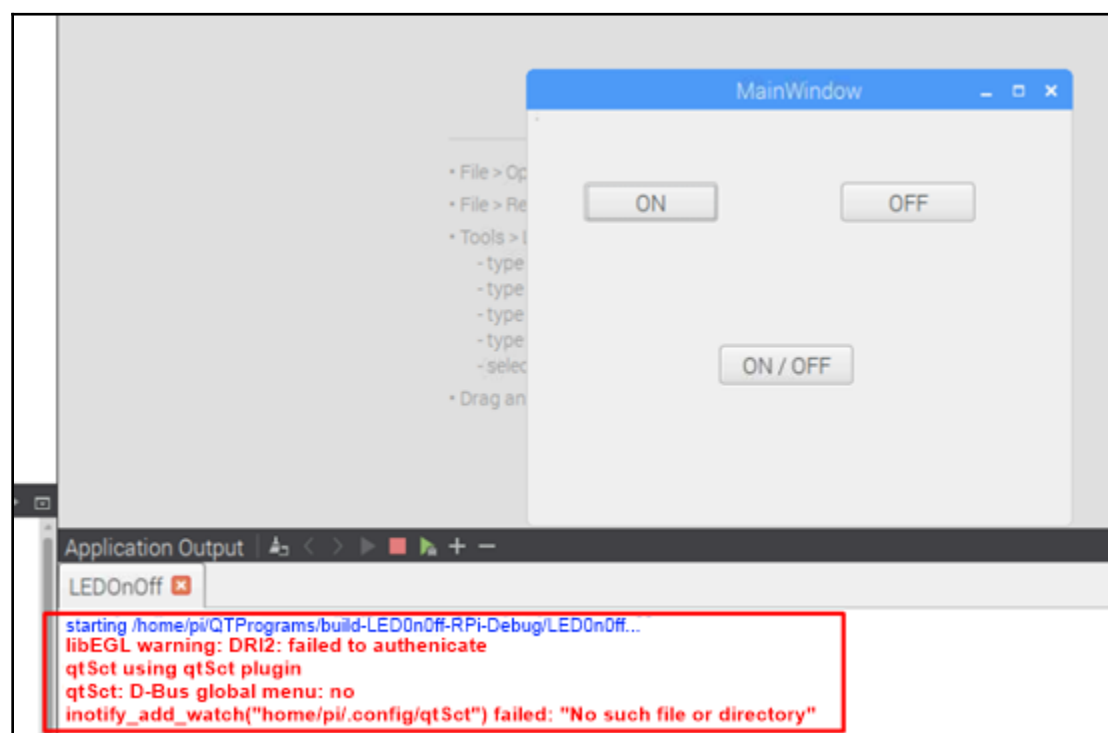 MainWindow
• File > Op
• File > Re
• Tools >
- type
- type
- type
- type
- selec
• Drag an
ON
OFF
ON / OFF
Application Output
LEDOnOff
starting /home/pi/QTPrograms/build-LED0n0ff-RPi-Debug/LED0n0ff...
libEGL warning: DRI2: failed to authenicate
qtSct using qtSct plugin
qtSct: D-Bus global menu: no
inotify_add_watch("home/pi/.config/qtSct") failed: "No such file or directory"